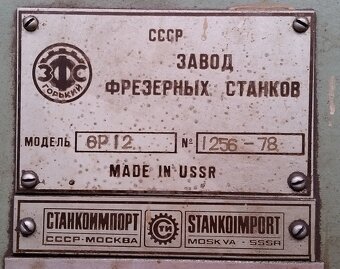 СССР
ЗФС
ГОРЬКИЙ
ЗАВОД
ФРЕЗЕРНЫХ СТАНКОВ
МОДЕЛЬ 6Р12 № 1256-78
MADE IN USSR
СТАНКОИМПОРТ
СССР·МОСКВА
STANKOIMPORT
MOSKVA · SSSR